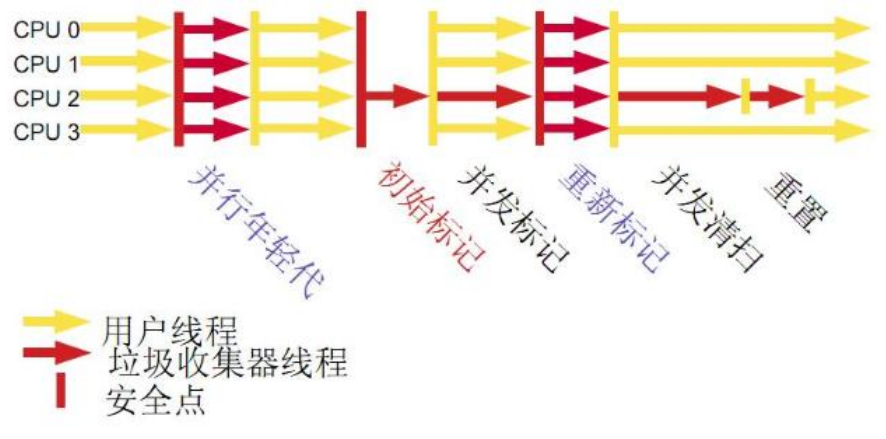 CPU 0
CPU 1
CPU 2
CPU 3
并行年轻代
初始标记
并发标记
重新标记
并发清扫
重置
用户线程
垃圾收集器线程
安全点